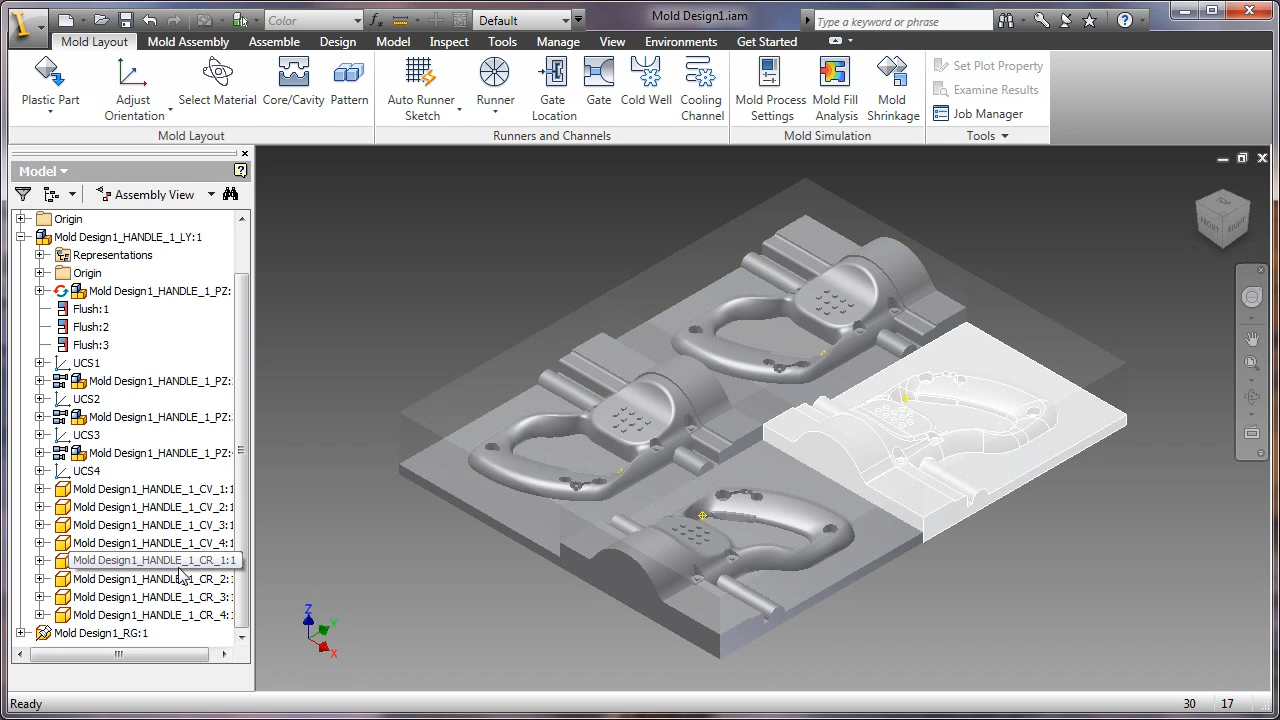 Color
Default
Mold Design1.iam
Type a keyword or phrase
Mold Layout
Mold Assembly
Assemble
Design
Model
Inspect
Tools
Manage
View
Environments
Get Started
Plastic Part
Adjust
Orientation
Select Material
Core/Cavity
Pattern
Auto Runner
Sketch
Runner
Gate
Location
Gate
Cold Well
Cooling
Channel
Mold Process
Settings
Mold Fill
Analysis
Mold
Shrinkage
Set Plot Property
Examine Results
Job Manager
Mold Layout
Runners and Channels
Mold Simulation
Tools
Model
Assembly View
Origin
Mold Design1_HANDLE_1_LY:1
Representations
Origin
Mold Design1_HANDLE_1_PZ:
Flush:1
Flush:2
Flush:3
UCS1
Mold Design1_HANDLE_1_PZ:
UCS2
Mold Design1_HANDLE_1_PZ:
UCS3
Mold Design1_HANDLE_1_PZ:
UCS4
Mold Design1_HANDLE_1_CV_1:1
Mold Design1_HANDLE_1_CV_2:1
Mold Design1_HANDLE_1_CV_3:1
Mold Design1_HANDLE_1_CV_4:1
Mold Design1_HANDLE_1_CR_1:1
Mold Design1_HANDLE_1_CR_2:1
Mold Design1_HANDLE_1_CR_3:1
Mold Design1_HANDLE_1_CR_4:1
Mold Design1_RG:1
TOP
FRONT
RIGHT
Z
Y
X
Ready
30
17